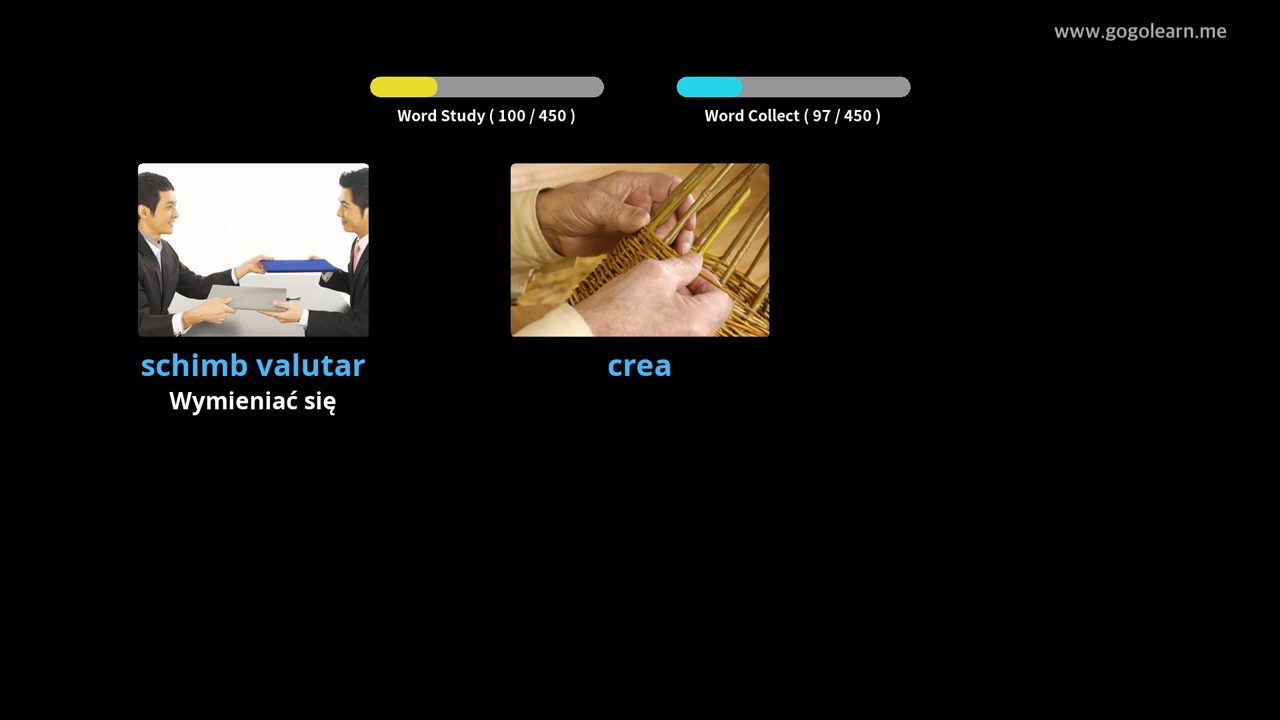 www.gogolearn.me
Word Study ( 100 / 450 )
Word Collect ( 97 / 450 )
schimb valutar
Wymieniać się
crea